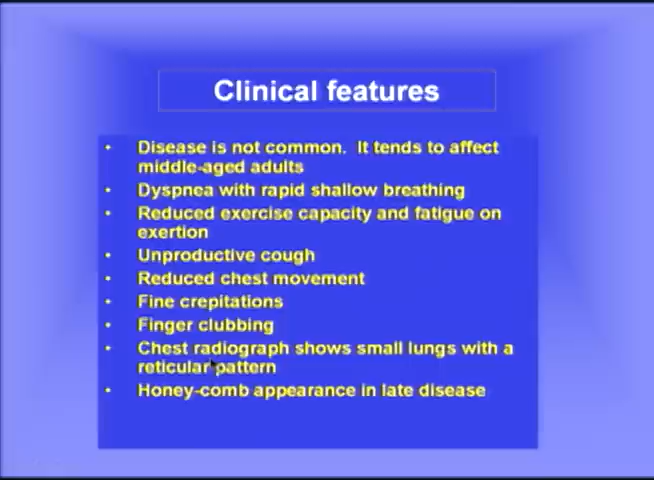 Clinical features
• Disease is not common. It tends to affect
middle-aged adults
• Dyspnea with rapid shallow breathing
• Reduced exercise capacity and fatigue on
exertion
• Unproductive cough
• Reduced chest movement
• Fine crepitations
• Finger clubbing
• Chest radiograph shows small lungs with a
reticular pattern
• Honey-comb appearance in late disease